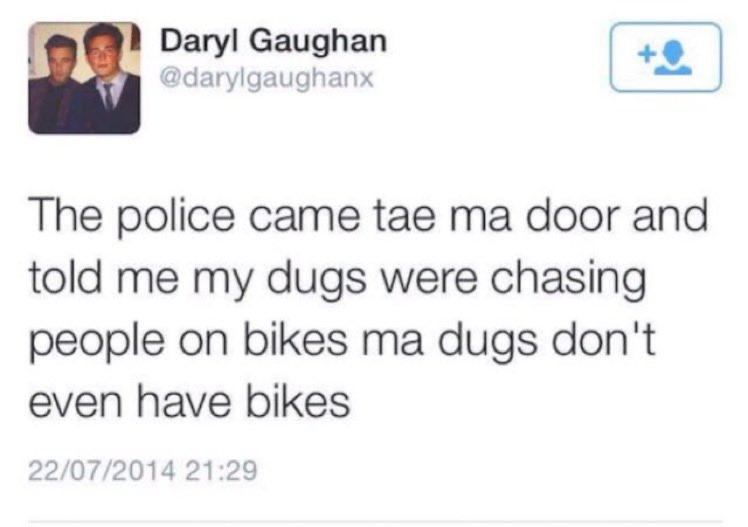 Daryl Gaughan
@darylgaughanx
The police came tae ma door and
told me my dugs were chasing
people on bikes ma dugs don't
even have bikes
22/07/2014 21:29